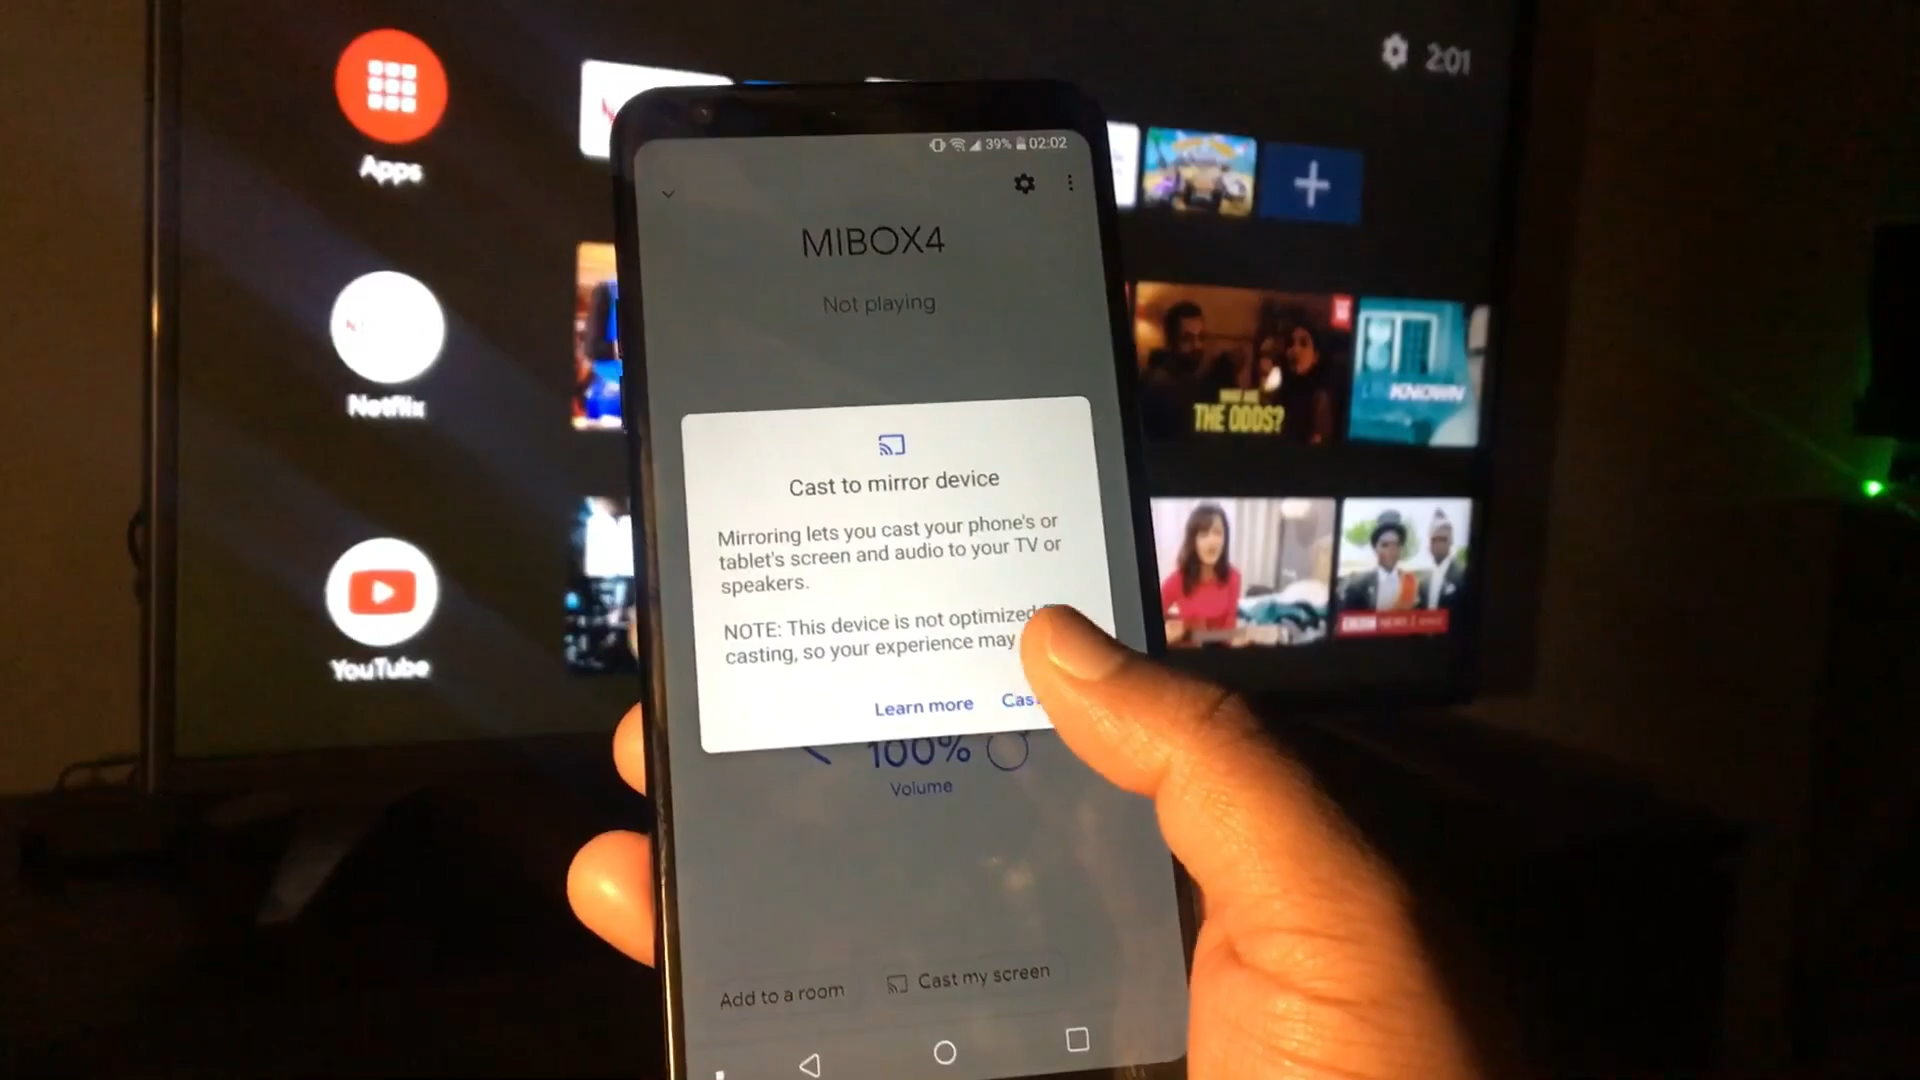 Apps
Netflix
YouTube
201
39% 02:02
MIBOX4
Not playing
Cast to mirror device
Mirroring lets you cast your phone's or
tablet's screen and audio to your TV or
speakers.
NOTE: This device is not optimized
casting, so your experience may
Learn more
100%
Volume
Add to a room
Cast my screen
THE ODDS?
UNKNOWN